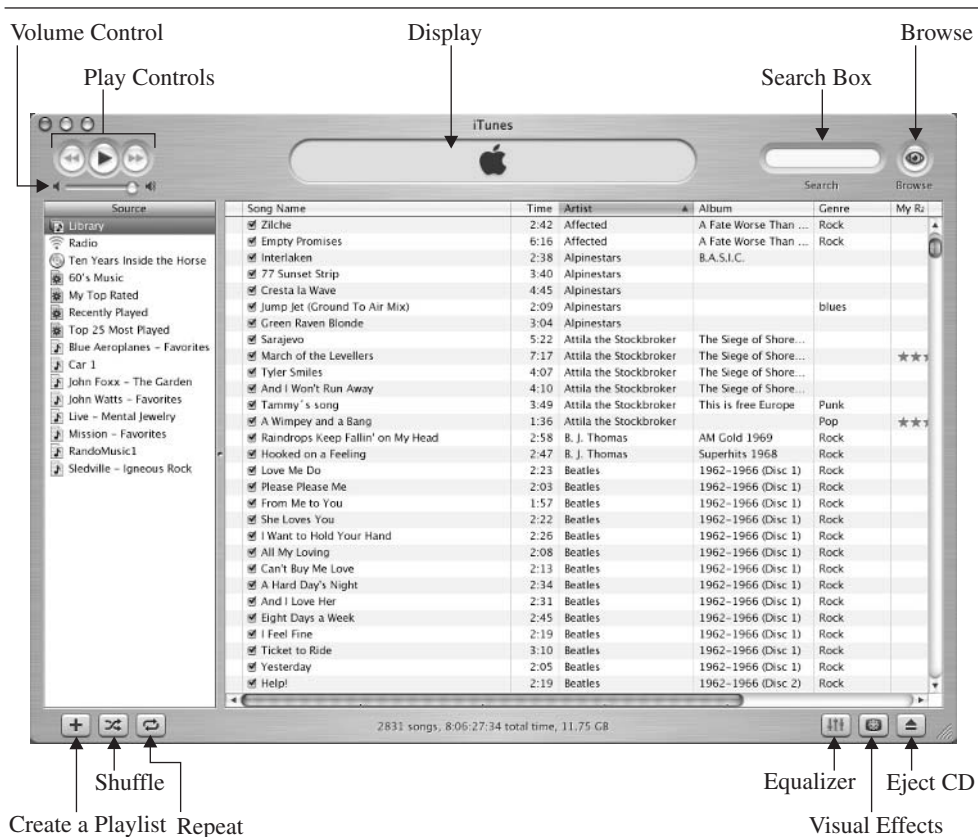 Volume Control Display Browse
Play Controls Search Box
iTunes
Search Browse
Source
Library
Radio
Ten Years Inside the Horse
60's Music
My Top Rated
Recently Played
Top 25 Most Played
Blue Aeroplanes - Favorites
Car 1
John Foxx - The Garden
John Watts - Favorites
Live - Mental Jewelry
Mission - Favorites
RandoMusic1
Sledville - Igneous Rock
Song Name Time Artist Album Genre My Ra
Zilche 2:42 Affected A Fate Worse Than ... Rock
Empty Promises 6:16 Affected A Fate Worse Than ... Rock
Interlaken 2:38 Alpinestars B.A.S.I.C.
77 Sunset Strip 3:40 Alpinestars
Cresta la Wave 4:45 Alpinestars
Jump Jet (Ground To Air Mix) 2:09 Alpinestars blues
Green Raven Blonde 3:04 Alpinestars
Sarajevo 5:22 Attila the Stockbroker The Siege of Shore...
March of the Levellers 7:17 Attila the Stockbroker The Siege of Shore...
Tyler Smiles 4:07 Attila the Stockbroker The Siege of Shore...
And I Won't Run Away 4:10 Attila the Stockbroker The Siege of Shore...
Tammy´s song 3:49 Attila the Stockbroker This is free Europe Punk
A Wimpey and a Bang 1:36 Attila the Stockbroker Pop
Raindrops Keep Fallin' on My Head 2:58 B. J. Thomas AM Gold 1969 Rock
Hooked on a Feeling 2:47 B. J. Thomas Superhits 1968 Rock
Love Me Do 2:23 Beatles 1962-1966 (Disc 1) Rock
Please Please Me 2:03 Beatles 1962-1966 (Disc 1) Rock
From Me to You 1:57 Beatles 1962-1966 (Disc 1) Rock
She Loves You 2:22 Beatles 1962-1966 (Disc 1) Rock
I Want to Hold Your Hand 2:26 Beatles 1962-1966 (Disc 1) Rock
All My Loving 2:08 Beatles 1962-1966 (Disc 1) Rock
Can't Buy Me Love 2:13 Beatles 1962-1966 (Disc 1) Rock
A Hard Day's Night 2:34 Beatles 1962-1966 (Disc 1) Rock
And I Love Her 2:31 Beatles 1962-1966 (Disc 1) Rock
Eight Days a Week 2:45 Beatles 1962-1966 (Disc 1) Rock
I Feel Fine 2:19 Beatles 1962-1966 (Disc 1) Rock
Ticket to Ride 3:10 Beatles 1962-1966 (Disc 1) Rock
Yesterday 2:05 Beatles 1962-1966 (Disc 1) Rock
Help! 2:19 Beatles 1962-1966 (Disc 2) Rock
2831 songs, 8:06:27:34 total time, 11.75 GB
Shuffle Equalizer Eject CD
Create a Playlist Repeat Visual Effects